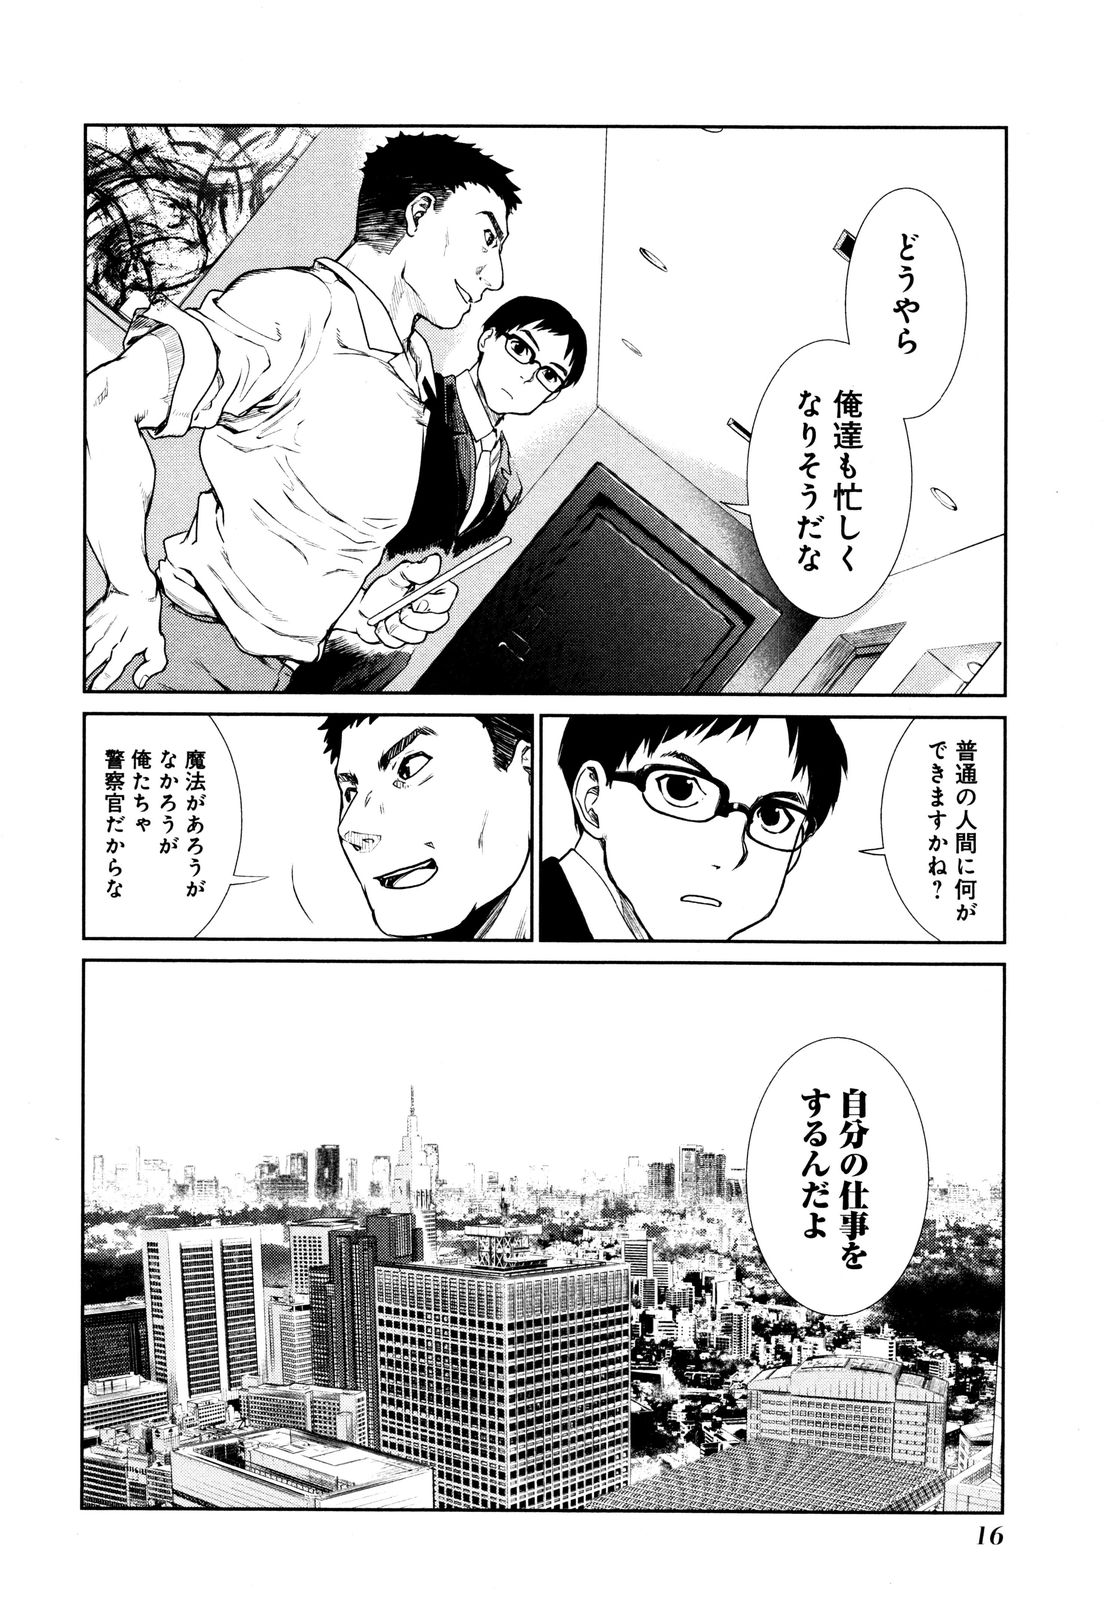 どうやら
俺達も忙しく
なりそうだな
普通の人間に何が
できますかね？
魔法があろうが
なかろうが
俺たちゃ
警察官だからな
自分の仕事を
するんだよ
16